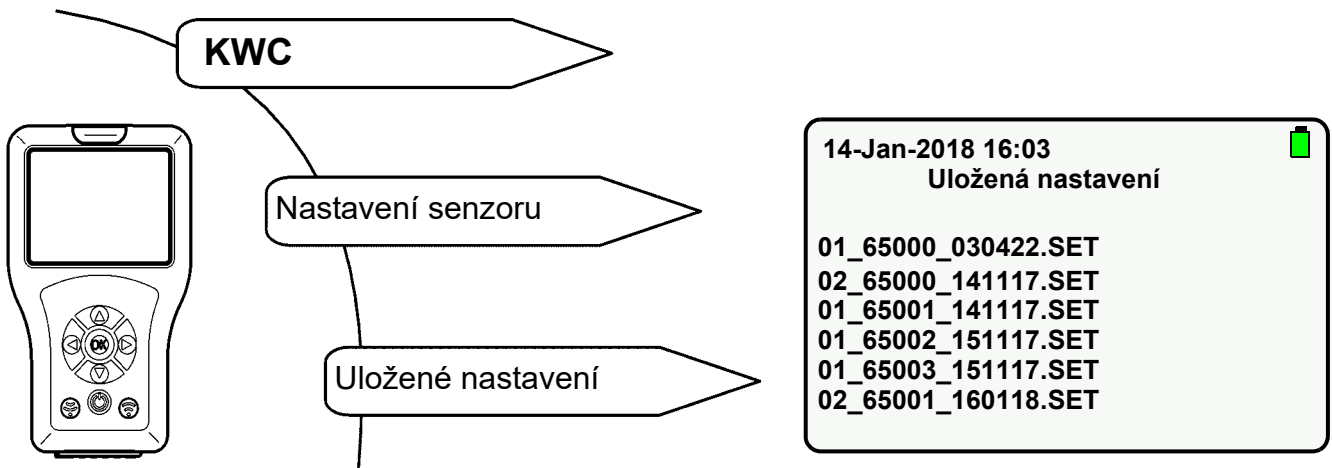 KWC
Nastavení senzoru
Uložené nastavení
OK
14-Jan-2018 16:03
Uložená nastavení
01_65000_030422.SET
02_65000_141117.SET
01_65001_141117.SET
01_65002_151117.SET
01_65003_151117.SET
02_65001_160118.SET